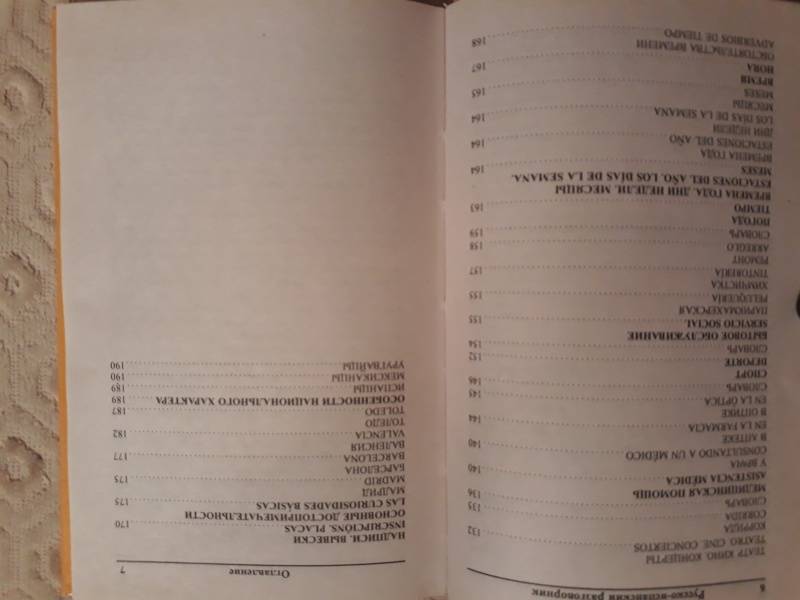 6 Русско-испанский разговорник
ТЕАТР. КИНО. КОНЦЕРТЫ
TEATRO. CINE. CONCIERTOS 132
КОРРИДА
CORRIDA 135
СЛОВАРЬ 136
МЕДИЦИНСКАЯ ПОМОЩЬ
ASISTENCIA MÉDICA 140
У ВРАЧА
CONSULTANDO A UN MÉDICO 140
В АПТЕКЕ
EN LA FARMACIA 144
В ОПТИКЕ
EN LA ÓPTICA 145
СЛОВАРЬ 146
СПОРТ
DEPORTE 152
СЛОВАРЬ 154
БЫТОВОЕ ОБСЛУЖИВАНИЕ
SERVICIO SOCIAL 155
ПАРИКМАХЕРСКАЯ
PELUQUERÍA 155
ХИМЧИСТКА
TINTORERÍA 157
РЕМОНТ
ARREGLO 158
СЛОВАРЬ 159
ПОГОДА
TIEMPO 163
ВРЕМЕНА ГОДА. ДНИ НЕДЕЛИ. МЕСЯЦЫ
ESTACIONES DEL AÑO. LOS DÍAS DE LA SEMANA.
MESES 164
ВРЕМЕНА ГОДА
ESTACIONES DEL AÑO 164
ДНИ НЕДЕЛИ
LOS DÍAS DE LA SEMANA 164
МЕСЯЦЫ
MESES 165
ВРЕМЯ
HORA 167
ОБСТОЯТЕЛЬСТВА ВРЕМЕНИ
ADVERBIOS DE TIEMPO 168
Оглавление 7
НАДПИСИ. ВЫВЕСКИ
INSCRIPCIÓNS. PLACAS 170
ОСНОВНЫЕ ДОСТОПРИМЕЧАТЕЛЬНОСТИ
LAS CURIOSIDADES BÁSICAS 175
МАДРИД
MADRID 175
БАРСЕЛОНА
BARCELONA 177
ВАЛЕНСИЯ
VALENCIA 182
ТОЛЕДО
TOLEDO 187
ОСОБЕННОСТИ НАЦИОНАЛЬНОГО ХАРАКТЕРА 189
ИСПАНЦЫ 189
МЕКСИКАНЦЫ 190
УРУГВАЙЦЫ 190